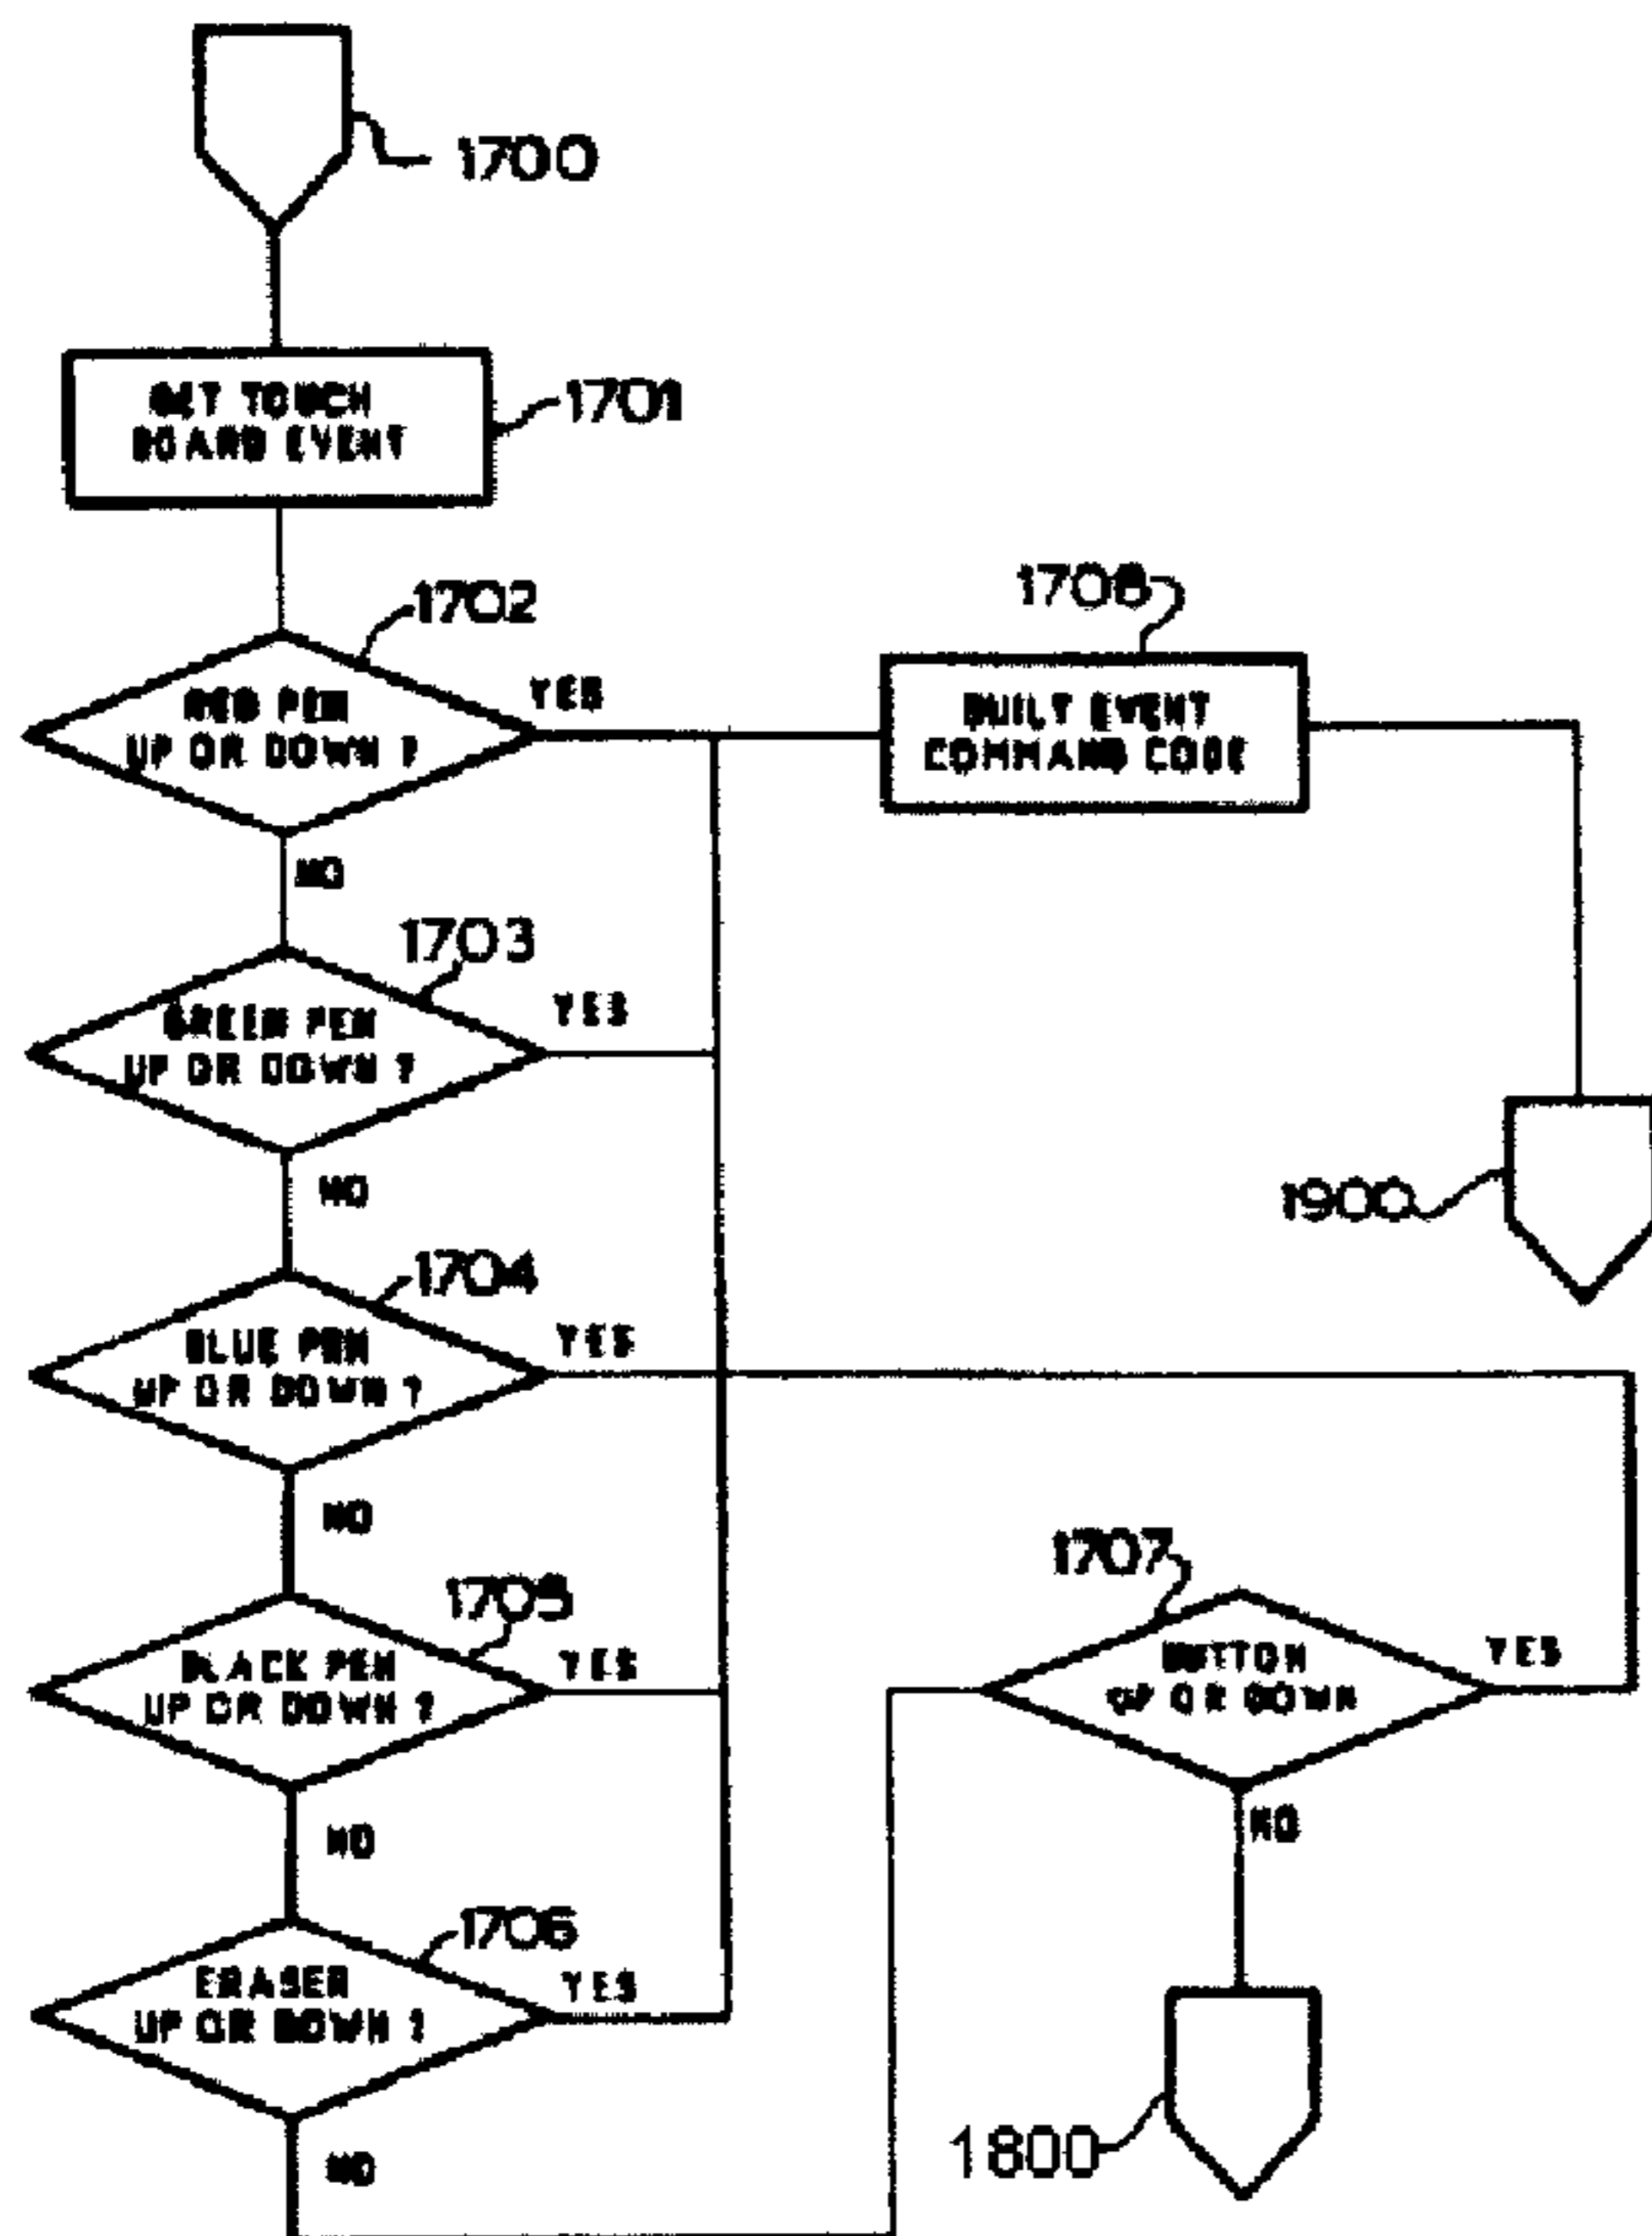 1700
GET TOUCH
BOARD EVENT
1701
1702
RED PEN
UP OR DOWN ?
YES
NO
1708
BUILT EVENT
COMMAND CODE
1703
GREEN PEN
UP OR DOWN ?
YES
NO
1900
1704
BLUE PEN
UP OR DOWN ?
YES
NO
1705
BLACK PEN
UP OR DOWN ?
YES
NO
1707
BUTTON
UP OR DOWN
YES
NO
1706
ERASER
UP OR DOWN ?
YES
NO
1800